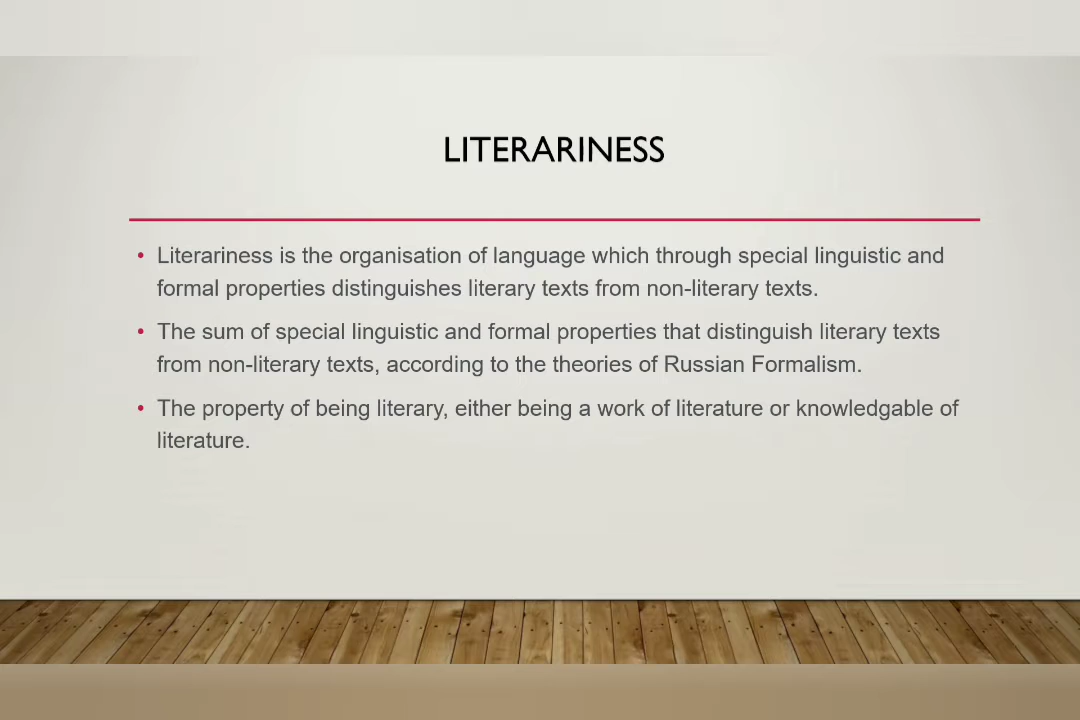 LITERARINESS
• Literariness is the organisation of language which through special linguistic and
formal properties distinguishes literary texts from non-literary texts.
• The sum of special linguistic and formal properties that distinguish literary texts
from non-literary texts, according to the theories of Russian Formalism.
• The property of being literary, either being a work of literature or knowledgable of
literature.